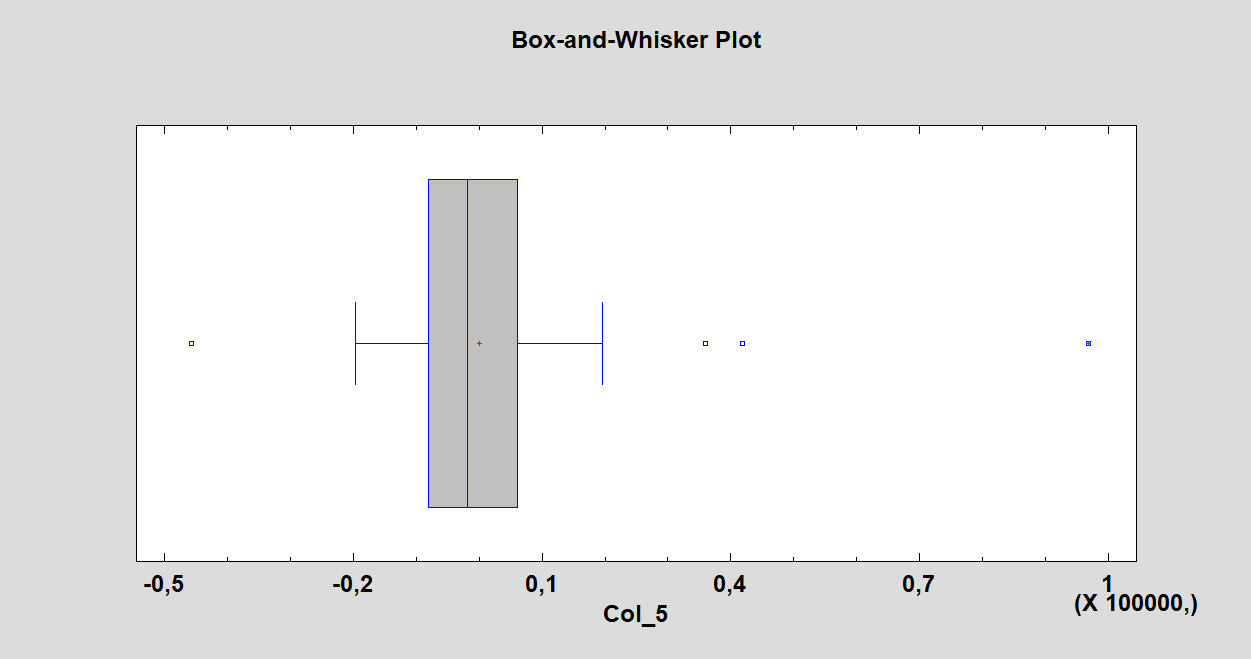 Box-and-Whisker Plot
-0,5 -0,2 0,1 0,4 0,7 1
(X 100000,)
Col_5